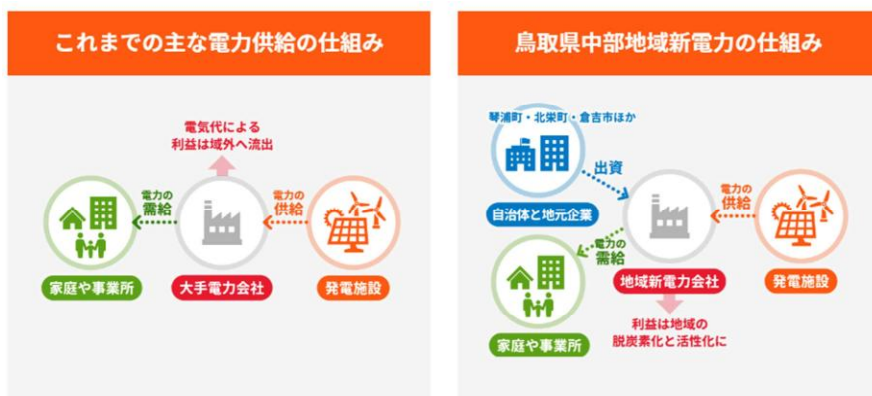 これまでの主な電力供給の仕組み
電気代による
利益は域外へ流出
電力の
需給
電力の
供給
家庭や事業所
大手電力会社
発電施設
鳥取県中部地域新電力の仕組み
琴浦町・北栄町・倉吉市ほか
出資
自治体と地元企業
電力の
供給
電力の
需給
地域新電力会社
発電施設
利益は地域の
脱炭素化と活性化に
家庭や事業所